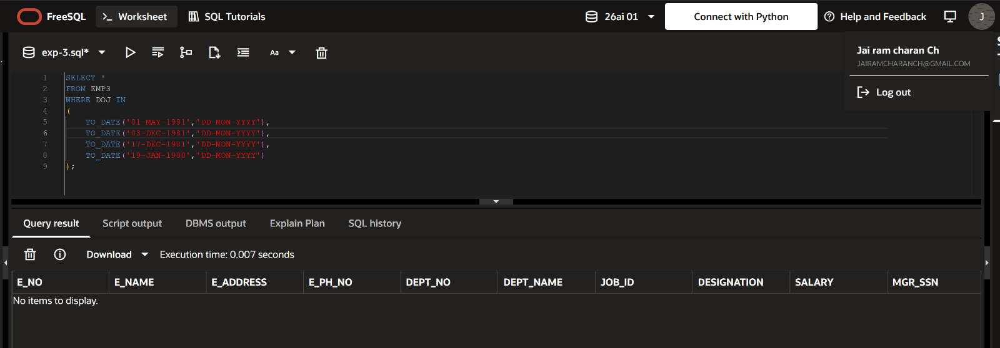 FreeSQL
Worksheet
SQL Tutorials
26ai 01
Connect with Python
Help and Feedback
J
Jai ram charan Ch
JAIRAMCHARANCH@GMAIL.COM
Log out
exp-3.sql*
Aa
1 SELECT *
2 FROM EMP3
3 WHERE DOJ IN
4 (
5 TO_DATE('01-MAY-1981','DD-MON-YYYY'),
6 TO_DATE('03-DEC-1981','DD-MON-YYYY'),
7 TO_DATE('17-DEC-1981','DD-MON-YYYY'),
8 TO_DATE('19-JAN-1980','DD-MON-YYYY')
9 );
Query result Script output DBMS output Explain Plan SQL history
Download Execution time: 0.007 seconds
E_NO E_NAME E_ADDRESS E_PH_NO DEPT_NO DEPT_NAME JOB_ID DESIGNATION SALARY MGR_SSN
No items to display.